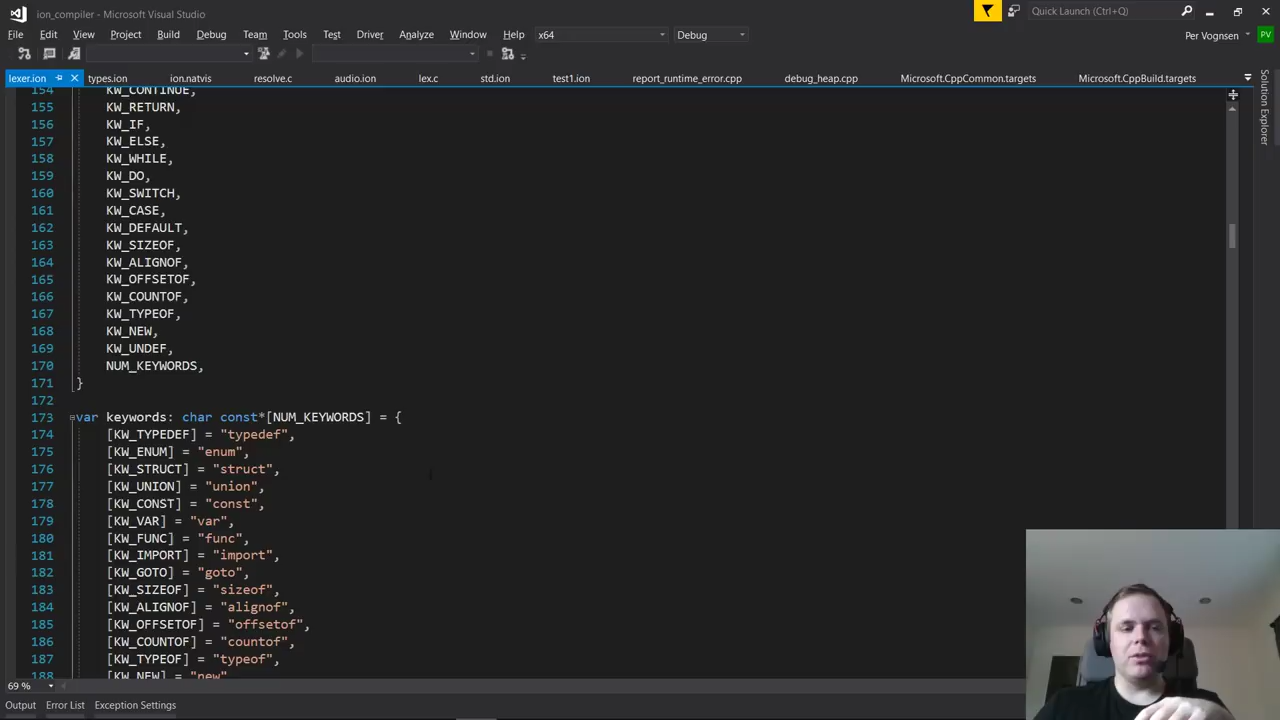 ion_compiler - Microsoft Visual Studio
Quick Launch (Ctrl+Q)
File Edit View Project Build Debug Team Tools Test Driver Analyze Window Help x64 Debug Per Vognsen PV
lexer.ion types.ion ion.natvis resolve.c audio.ion lex.c std.ion test1.ion report_runtime_error.cpp debug_heap.cpp Microsoft.CppCommon.targets Microsoft.CppBuild.targets
Solution Explorer
154 KW_CONTINUE,
155 KW_RETURN,
156 KW_IF,
157 KW_ELSE,
158 KW_WHILE,
159 KW_DO,
160 KW_SWITCH,
161 KW_CASE,
162 KW_DEFAULT,
163 KW_SIZEOF,
164 KW_ALIGNOF,
165 KW_OFFSETOF,
166 KW_COUNTOF,
167 KW_TYPEOF,
168 KW_NEW,
169 KW_UNDEF,
170 NUM_KEYWORDS,
171 }
172
173 var keywords: char const*[NUM_KEYWORDS] = {
174 [KW_TYPEDEF] = "typedef",
175 [KW_ENUM] = "enum",
176 [KW_STRUCT] = "struct",
177 [KW_UNION] = "union",
178 [KW_CONST] = "const",
179 [KW_VAR] = "var",
180 [KW_FUNC] = "func",
181 [KW_IMPORT] = "import",
182 [KW_GOTO] = "goto",
183 [KW_SIZEOF] = "sizeof",
184 [KW_ALIGNOF] = "alignof",
185 [KW_OFFSETOF] = "offsetof",
186 [KW_COUNTOF] = "countof",
187 [KW_TYPEOF] = "typeof",
188 [KW_NEW] = "new"
69 %
Output Error List Exception Settings